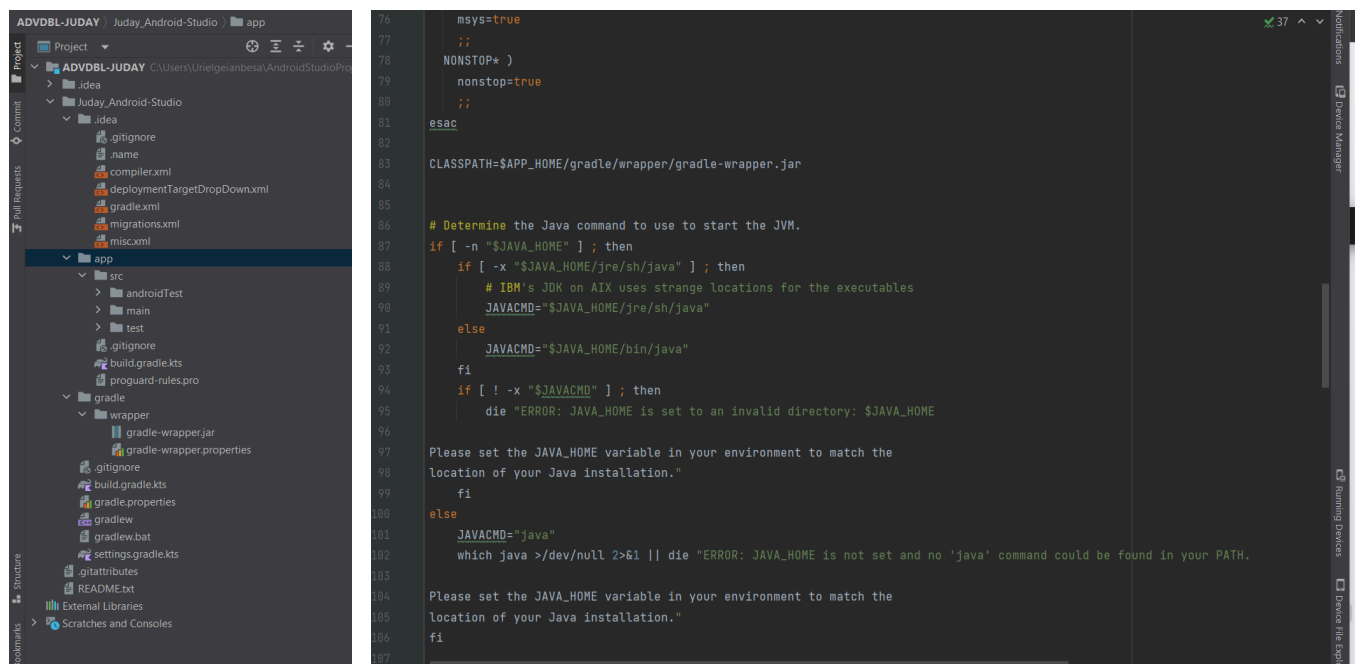 ADVDBL-JUDAY Juday_Android-Studio app
Project
ADVDBL-JUDAY C:\Users\Urielgeianbesa\AndroidStudioPro
.idea
Juday_Android-Studio
.idea
.gitignore
.name
compiler.xml
deploymentTargetDropDown.xml
gradle.xml
migrations.xml
misc.xml
app
src
androidTest
main
test
.gitignore
build.gradle.kts
proguard-rules.pro
gradle
wrapper
gradle-wrapper.jar
gradle-wrapper.properties
.gitignore
build.gradle.kts
gradle.properties
gradlew
gradlew.bat
settings.gradle.kts
.gitattributes
README.txt
External Libraries
Scratches and Consoles
Project
Commit
Pull Requests
Structure
Bookmarks
76 msys=true
77 ;;
78 NONSTOP* )
79 nonstop=true
80 ;;
81 esac
82
83 CLASSPATH=$APP_HOME/gradle/wrapper/gradle-wrapper.jar
84
85
86 # Determine the Java command to use to start the JVM.
87 if [ -n "$JAVA_HOME" ] ; then
88 if [ -x "$JAVA_HOME/jre/sh/java" ] ; then
89 # IBM's JDK on AIX uses strange locations for the executables
90 JAVACMD="$JAVA_HOME/jre/sh/java"
91 else
92 JAVACMD="$JAVA_HOME/bin/java"
93 fi
94 if [ ! -x "$JAVACMD" ] ; then
95 die "ERROR: JAVA_HOME is set to an invalid directory: $JAVA_HOME
96
97 Please set the JAVA_HOME variable in your environment to match the
98 location of your Java installation."
99 fi
100 else
101 JAVACMD="java"
102 which java >/dev/null 2>&1 || die "ERROR: JAVA_HOME is not set and no 'java' command could be found in your PATH.
103
104 Please set the JAVA_HOME variable in your environment to match the
105 location of your Java installation."
106 fi
107
37
Notifications
Device Manager
Running Devices
Device File Explo